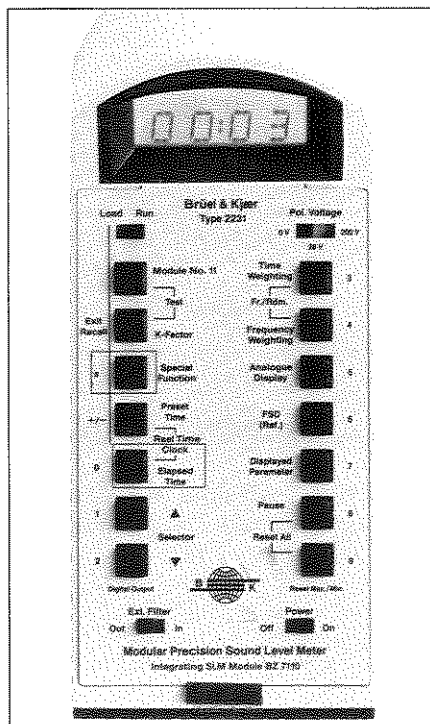 00:03
Brüel & Kjær
Type 2231
Load Run
Pol. Voltage
0 V 200 V
28 V
Module No. 11
Time Weighting
3
Test
Fr./Rdm.
Exit Recall
K-Factor
Frequency Weighting
4
Special Function
Analogue Display
5
+/−
Preset Time
FSD (Ref.)
6
Real Time Clock
0
Elapsed Time
Displayed Parameter
7
1
▲
Pause
8
Selector
Reset All
2
▼
9
Digital Output
B K
Reset Max./Min.
Ext. Filter
Power
Out In
Off On
Modular Precision Sound Level Meter
Integrating SLM Module BZ 7110